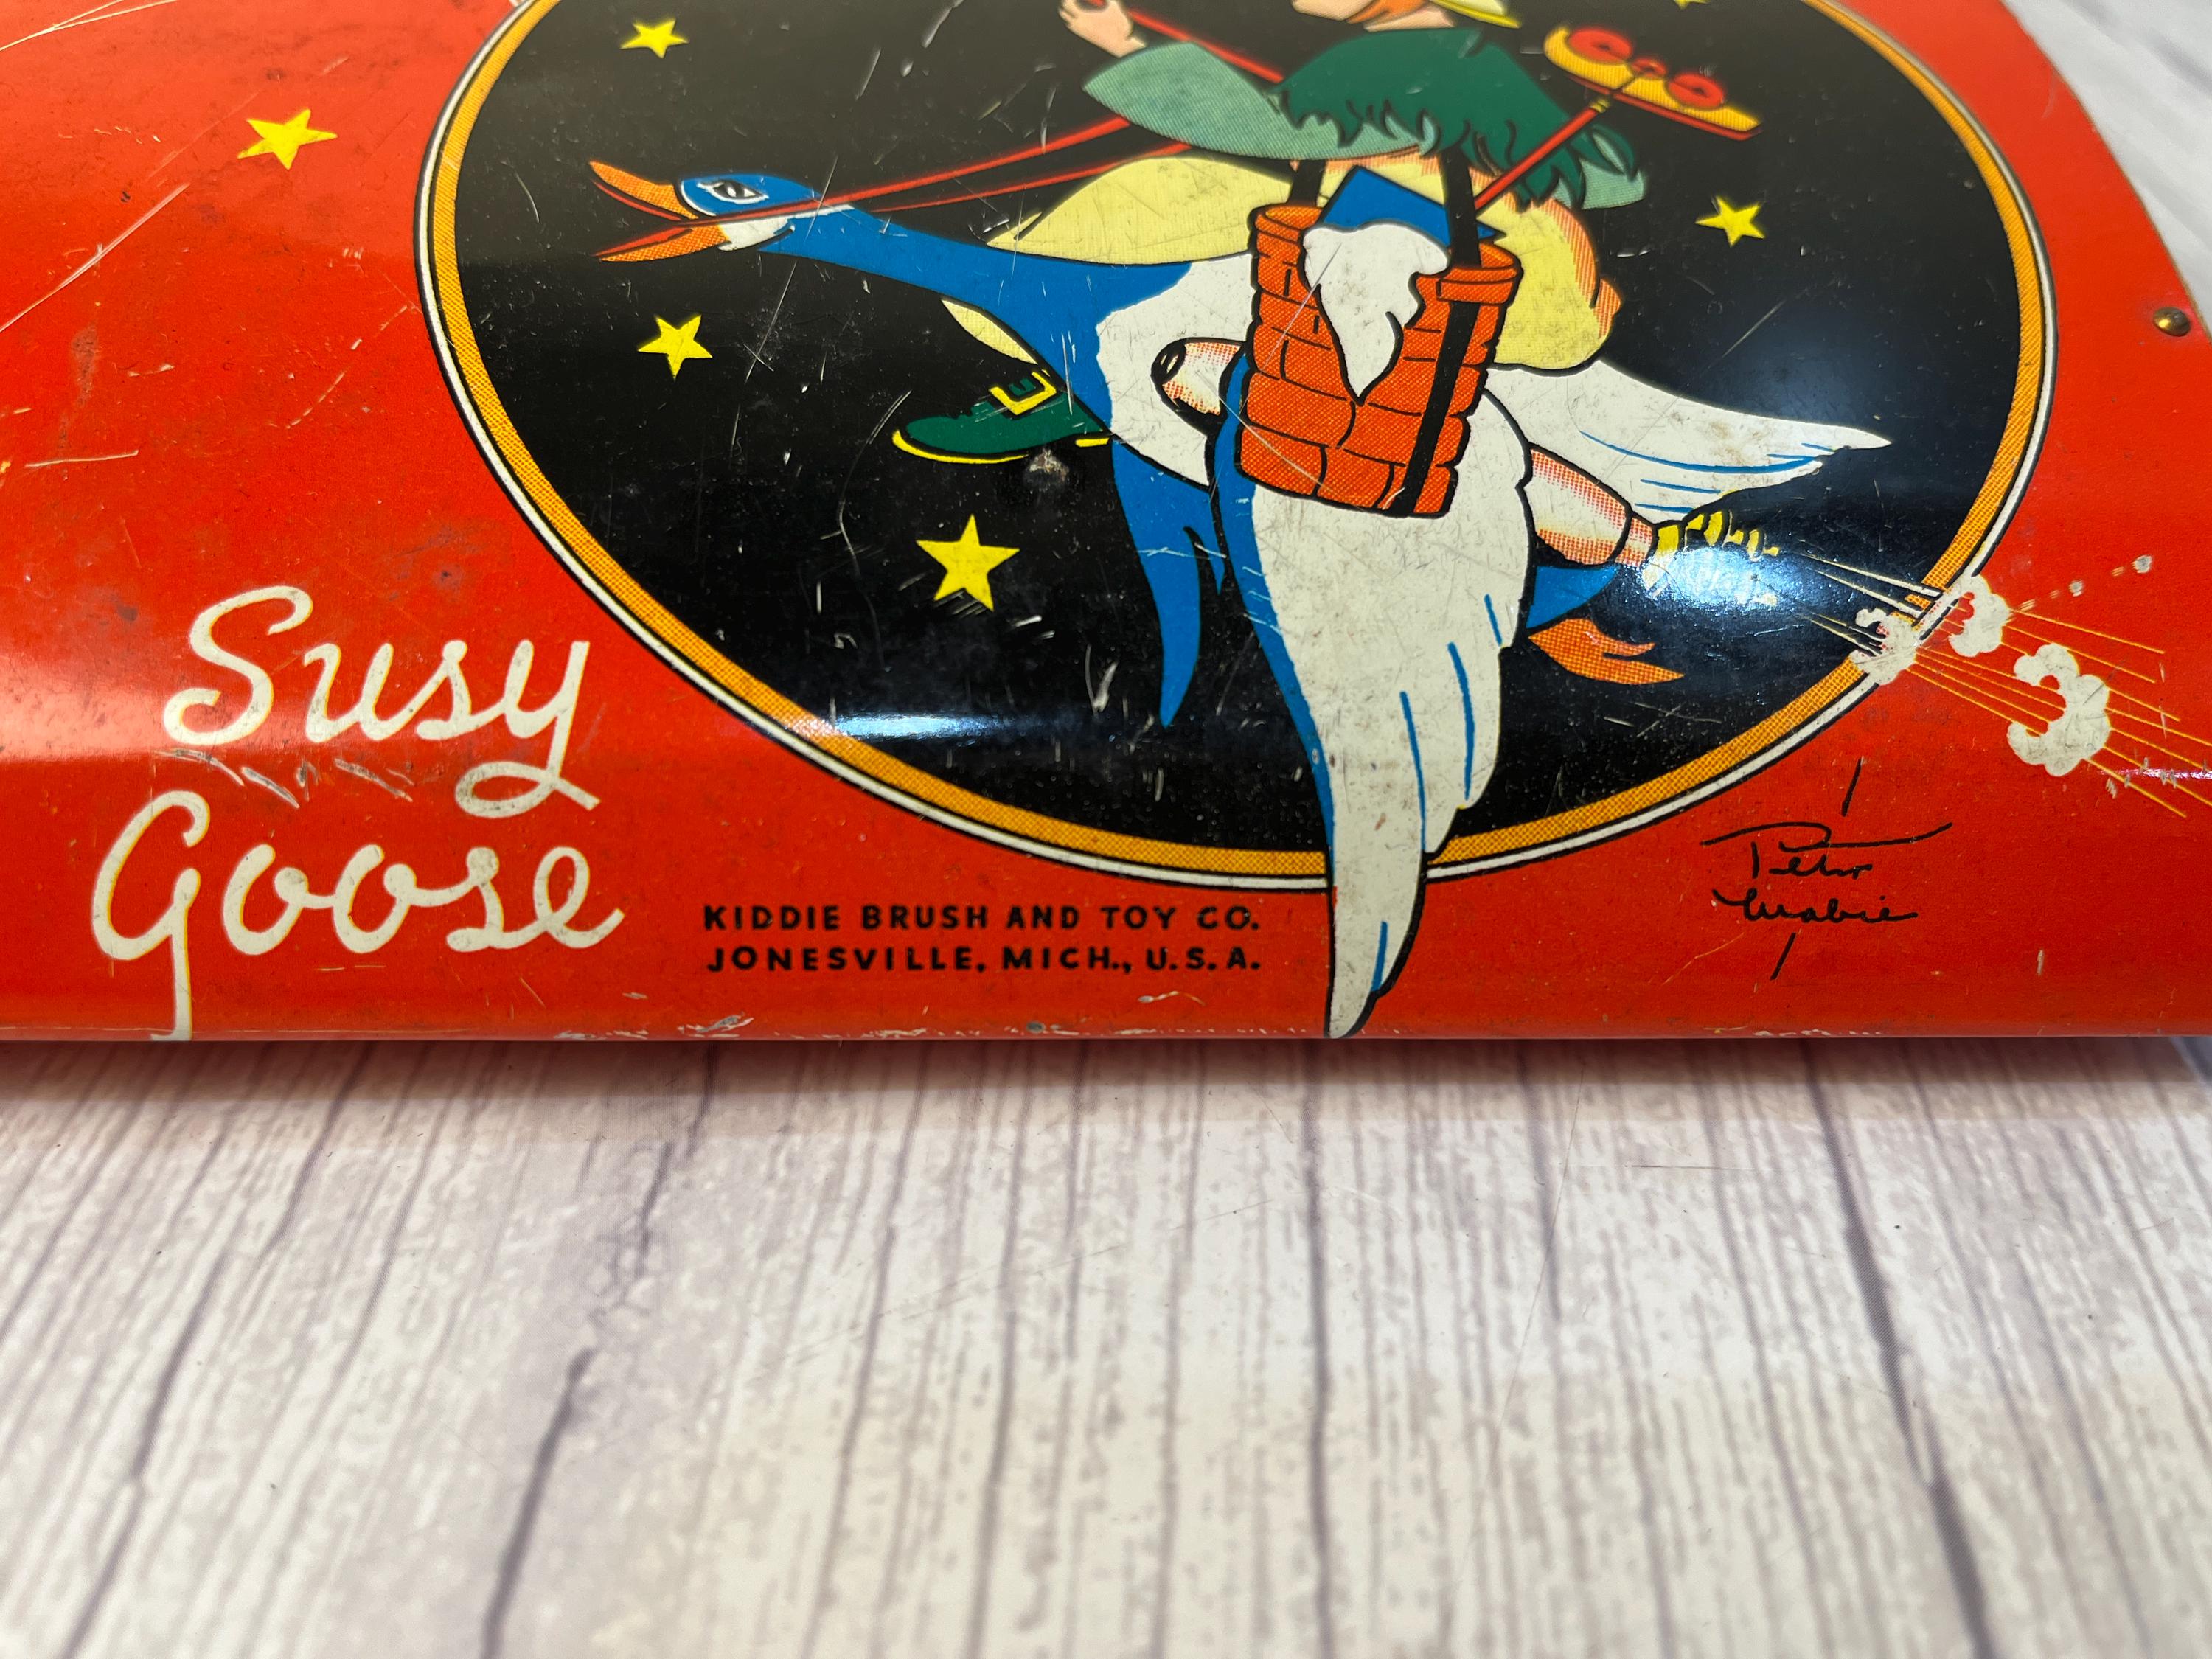 Susy
Goose
KIDDIE BRUSH AND TOY CO.
JONESVILLE, MICH., U.S.A.
Peter
Mabie